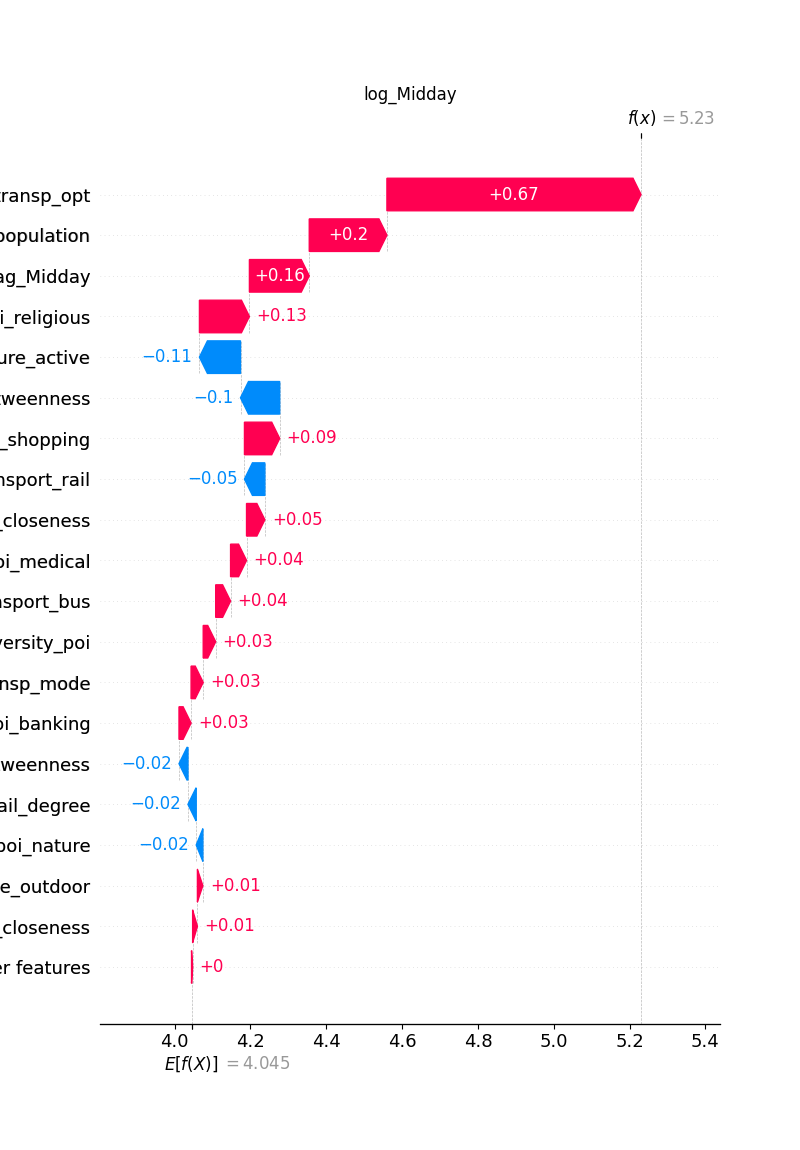 log_Midday
f(x) = 5.23
ransp_opt +0.67
population +0.2
ag_Midday +0.16
i_religious +0.13
ure_active −0.11
tweenness −0.1
_shopping +0.09
nsport_rail −0.05
_closeness +0.05
oi_medical +0.04
nsport_bus +0.04
versity_poi +0.03
nsp_mode +0.03
oi_banking +0.03
tweenness −0.02
ail_degree −0.02
poi_nature −0.02
e_outdoor +0.01
_closeness +0.01
er features +0
4.0 4.2 4.4 4.6 4.8 5.0 5.2 5.4
E[f(X)] = 4.045